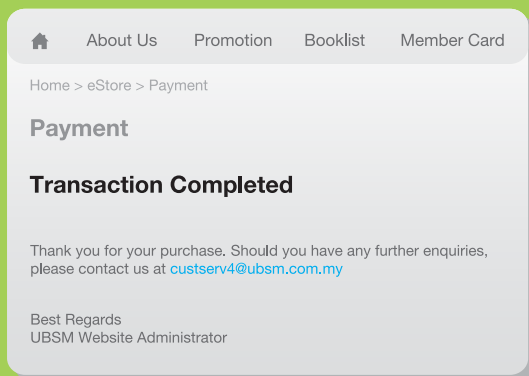 About Us Promotion Booklist Member Card
Home > eStore > Payment
Payment
Transaction Completed
Thank you for your purchase. Should you have any further enquiries,
please contact us at custserv4@ubsm.com.my
Best Regards
UBSM Website Administrator